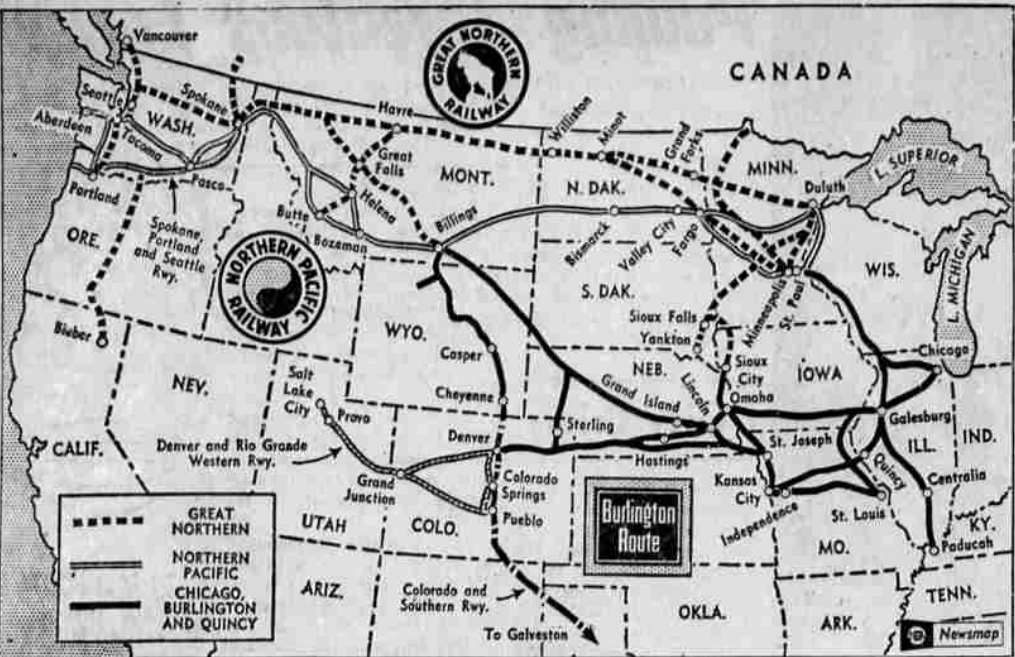 Vancouver
GREAT NORTHERN
RAILWAY
CANADA
Seattle
Spokane
Havre
Williston
Minot
Grand
Forks
Aberdeen
WASH.
Tacoma
MINN.
L. SUPERIOR
Great
Falls
MONT.
N. DAK.
Duluth
Portland
Pasco
Helena
Butte
Billings
Bozeman
Bismarck
Valley City
Fargo
ORE.
Spokane,
Portland
and Seattle
Rwy.
NORTHERN PACIFIC
RAILWAY
S. DAK.
Minneapolis
St. Paul
WIS.
L. MICHIGAN
WYO.
Sioux Falls
Yankton
Bieber
Casper
NEB.
Sioux
City
IOWA
Chicago
NEV.
Salt
Lake
City
Cheyenne
Grand Island
Lincoln
Omaha
Provo
Denver
Sterling
Galesburg
CALIF.
Denver and Rio Grande
Western Rwy.
Hastings
St. Joseph
Quincy
ILL.
IND.
Grand
Junction
Colorado
Springs
Kansas
City
Centralia
Pueblo
Burlington
Route
Independence
St. Louis
GREAT
NORTHERN
UTAH
COLO.
KY.
NORTHERN
PACIFIC
MO.
Paducah
CHICAGO,
BURLINGTON
AND QUINCY
ARIZ.
Colorado and
Southern Rwy.
OKLA.
ARK.
TENN.
To Galveston
Newsmap